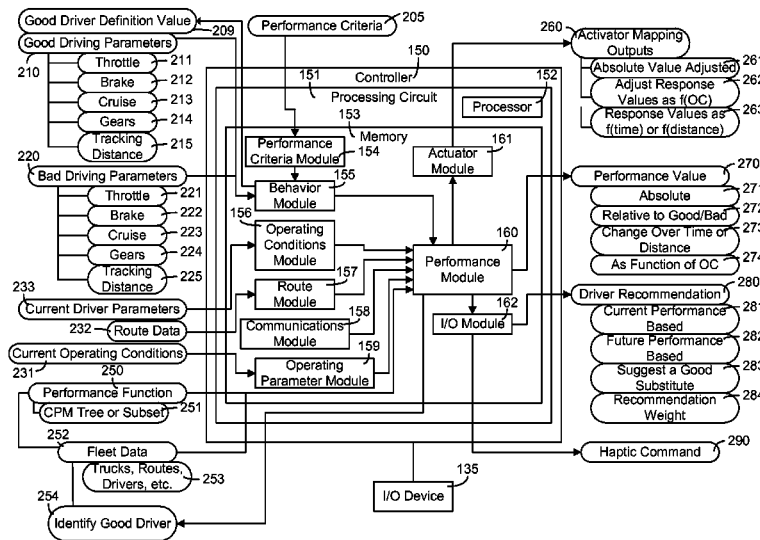 Good Driver Definition Value
209
Good Driving Parameters
210
Throttle
211
Brake
212
Cruise
213
Gears
214
Tracking
Distance
215
220
Bad Driving Parameters
Throttle
221
Brake
222
Cruise
223
Gears
224
Tracking
Distance
225
233
Current Driver Parameters
232
Route Data
Current Operating Conditions
231
250
Performance Function
CPM Tree or Subset
251
252
Fleet Data
Trucks, Routes,
Drivers, etc.
253
254
Identify Good Driver
Performance Criteria
205
150
Controller
151
Processing Circuit
152
Processor
153
Memory
Performance
Criteria Module
154
Behavior
Module
155
156
Operating
Conditions
Module
157
Route
Module
158
Communications
Module
159
Operating
Parameter Module
161
Actuator
Module
160
Performance
Module
162
I/O Module
135
I/O Device
260
Activator Mapping
Outputs
Absolute Value Adjusted
261
Adjust Response
Values as f(OC)
262
Response Values as
f(time) or f(distance)
263
Performance Value
270
Absolute
271
Relative to Good/Bad
272
Change Over Time of
Distance
273
As Function of OC
274
Driver Recommendation
280
Current Performance
Based
281
Future Performance
Based
282
Suggest a Good
Substitute
283
Recommendation
Weight
284
Haptic Command
290